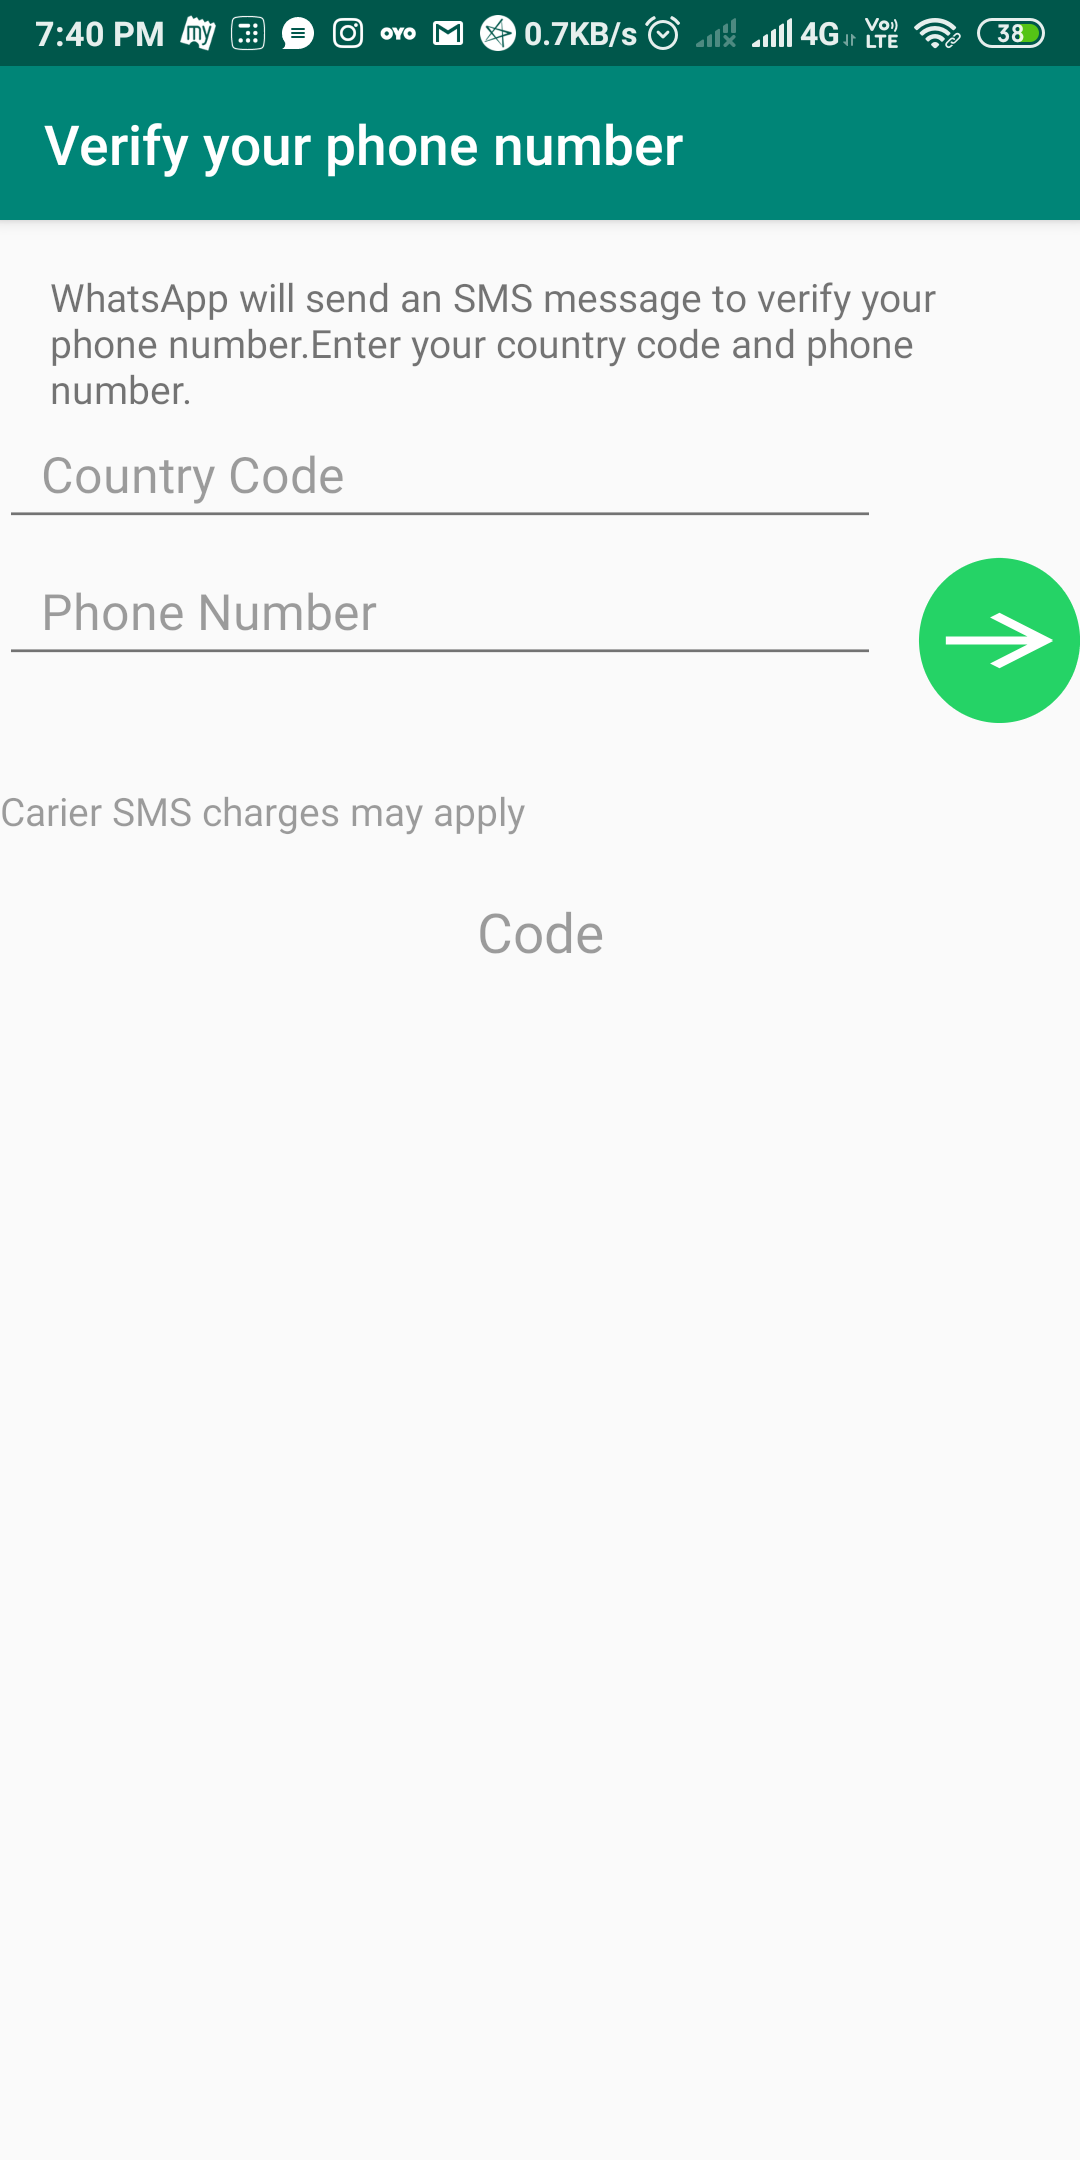 7:40 PM my OYO 0.7KB/s 4G VO LTE 38
Verify your phone number
WhatsApp will send an SMS message to verify your
phone number.Enter your country code and phone
number.
Country Code
Phone Number
Carier SMS charges may apply
Code